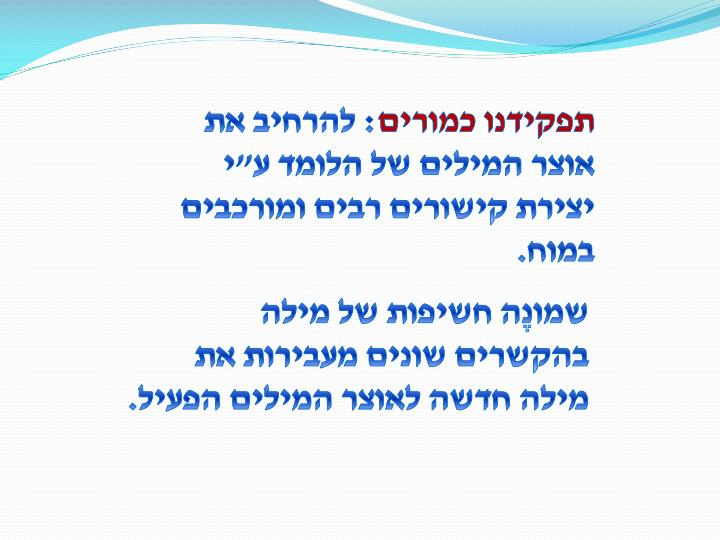 תפקידנו כמורים: להרחיב את
אוצר המילים של הלומד ע"י
יצירת קישורים רבים ומורכבים
במוח.
שמונֶה חשיפות של מילה
בהקשרים שונים מעבירות את
מילה חדשה לאוצר המילים הפעיל.